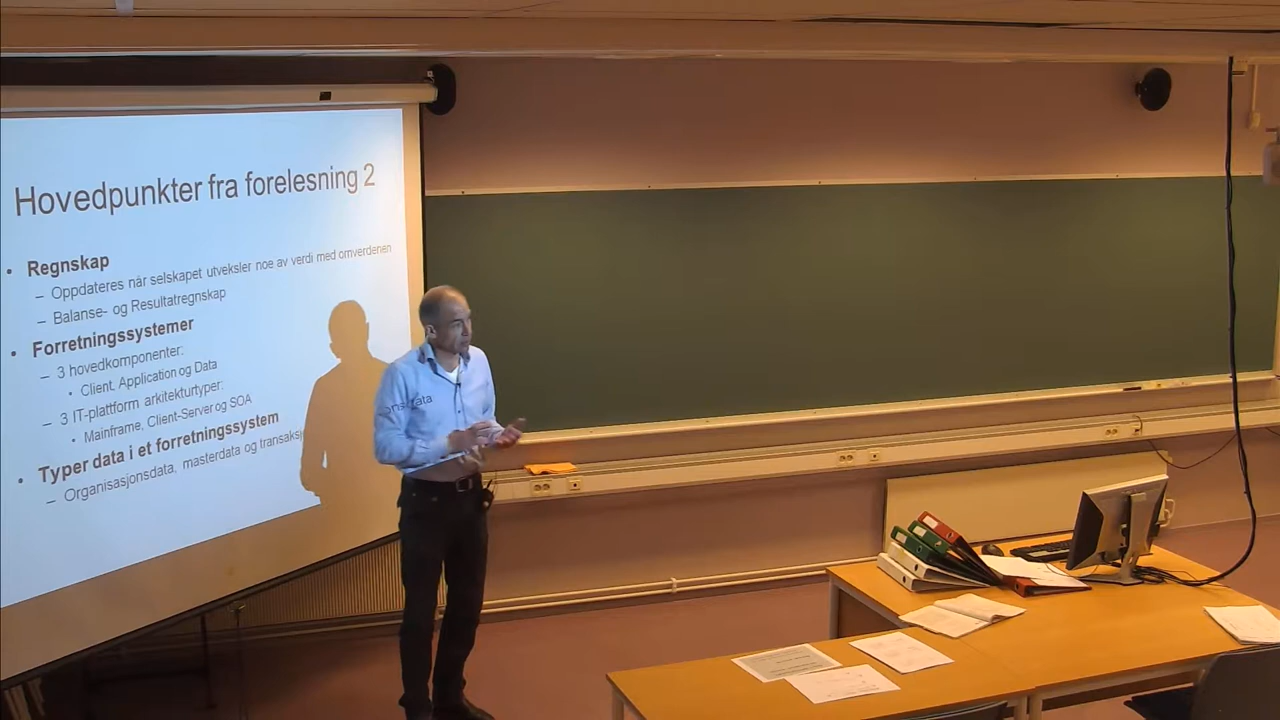 Hovedpunkter fra forelesning 2
• Regnskap
– Oppdateres når selskapet utveksler noe av verdi med omverdenen
– Balanse- og Resultatregnskap
• Forretningssystemer
– 3 hovedkomponenter:
• Client, Application og Data
– 3 IT-plattform arkitekturtyper:
• Mainframe, Client-Server og SOA
• Typer data i et forretningssystem
– Organisasjonsdata, masterdata og transaksjonsdata